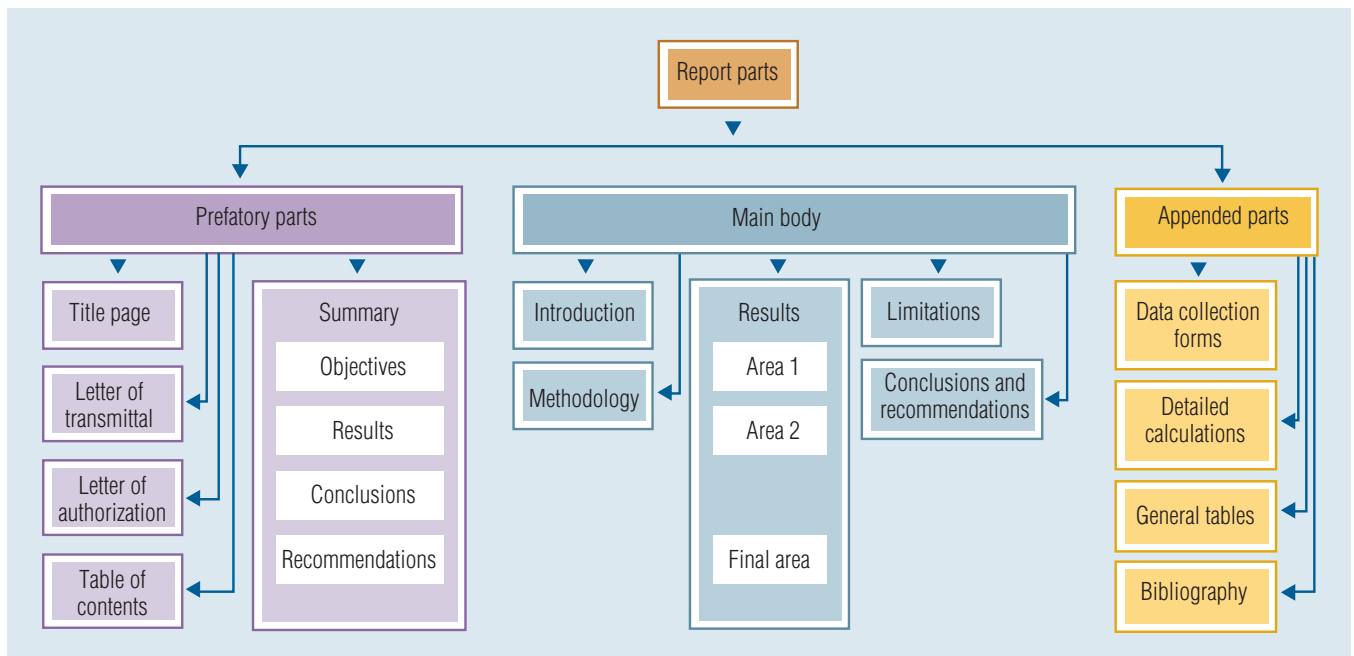 Report parts
Prefatory parts
Title page
Letter of
transmittal
Letter of
authorization
Table of
contents
Summary
Objectives
Results
Conclusions
Recommendations
Main body
Introduction
Methodology
Results
Area 1
Area 2
Final area
Limitations
Conclusions and
recommendations
Appended parts
Data collection
forms
Detailed
calculations
General tables
Bibliography